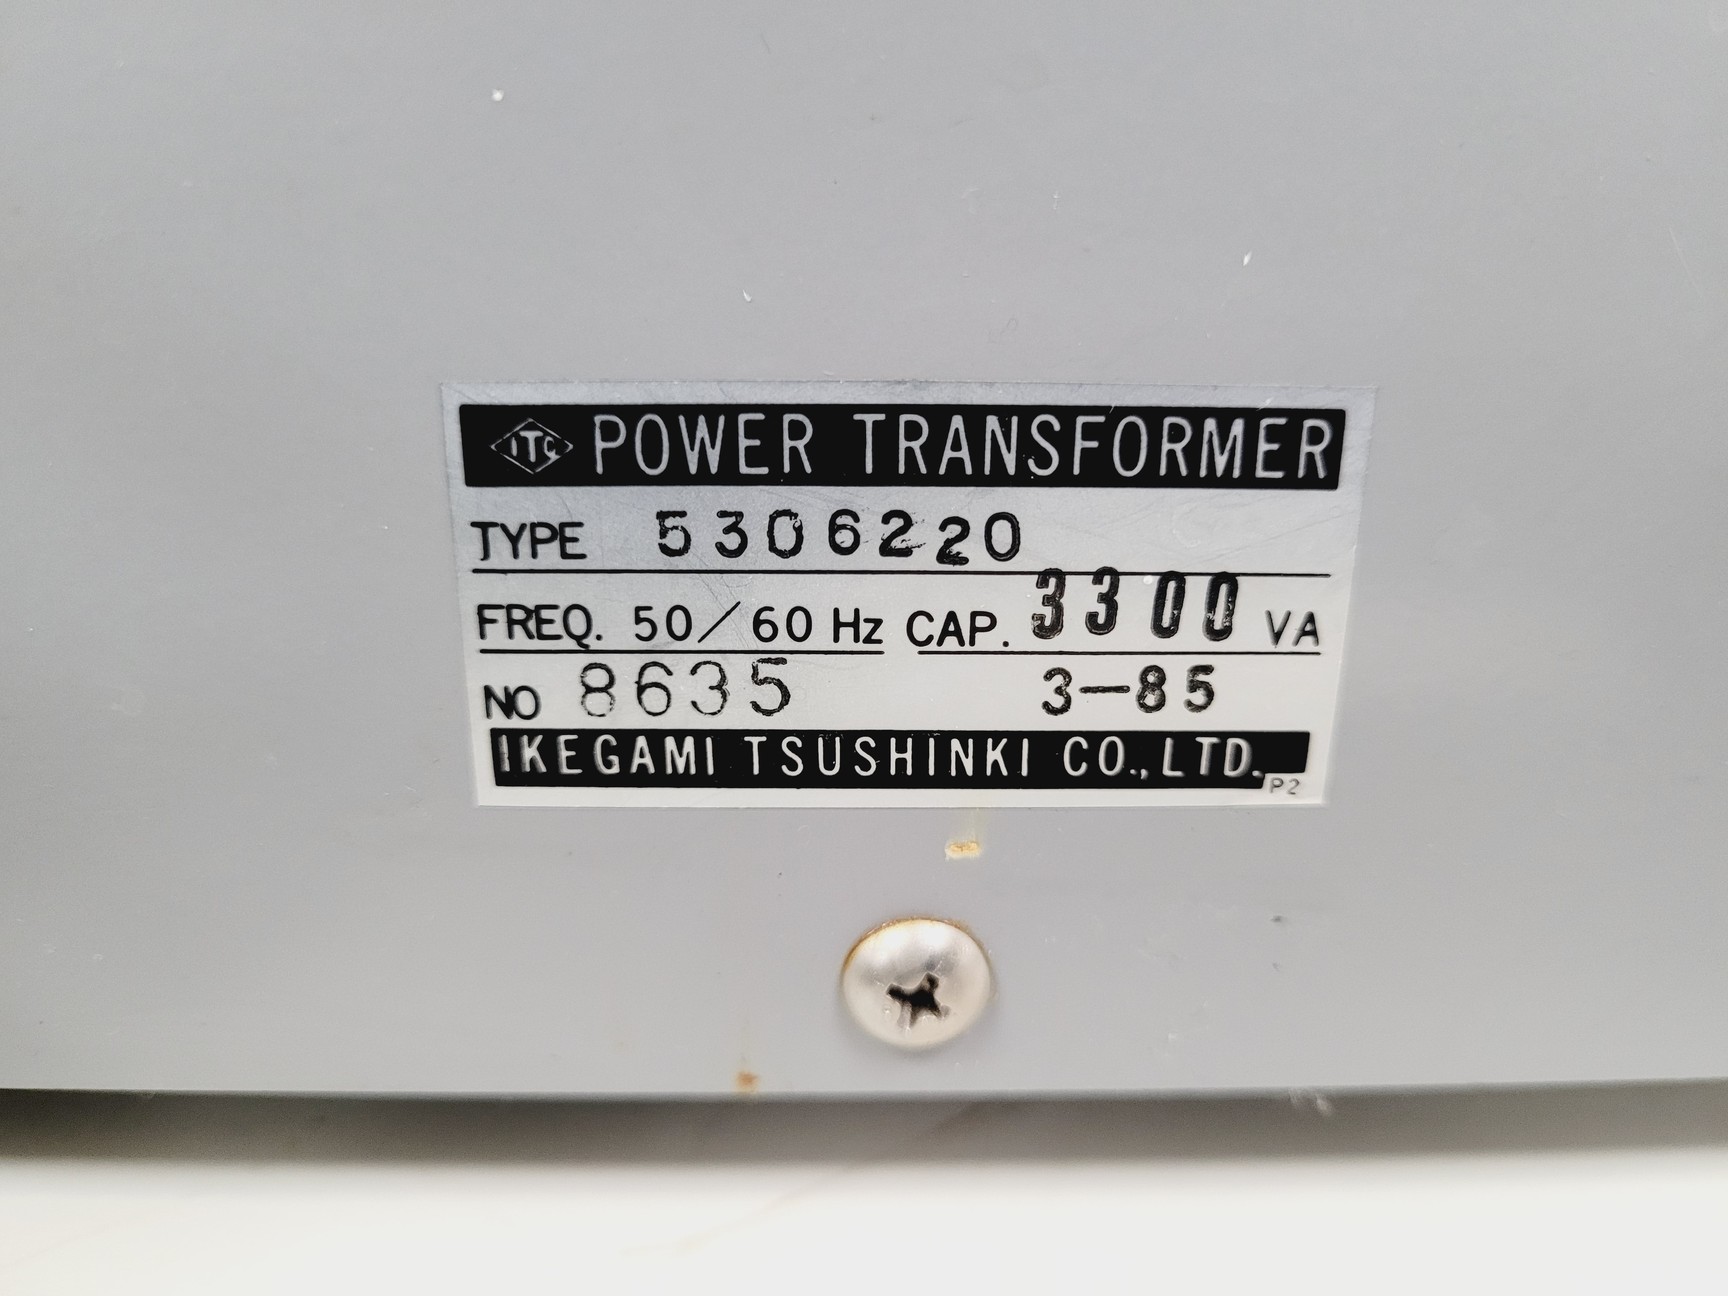 ITC POWER TRANSFORMER
TYPE 5306220
FREQ. 50/60 Hz CAP. 3300 VA
NO 8635 3-85
IKEGAMI TSUSHINKI CO.,LTD.
P2